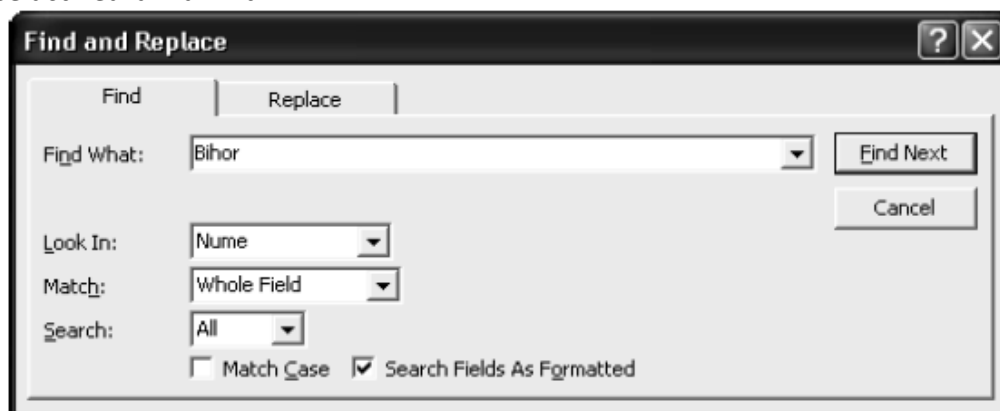 Find and Replace
Find Replace
Find What: Bihor Find Next
Cancel
Look In: Nume
Match: Whole Field
Search: All
Match Case Search Fields As Formatted